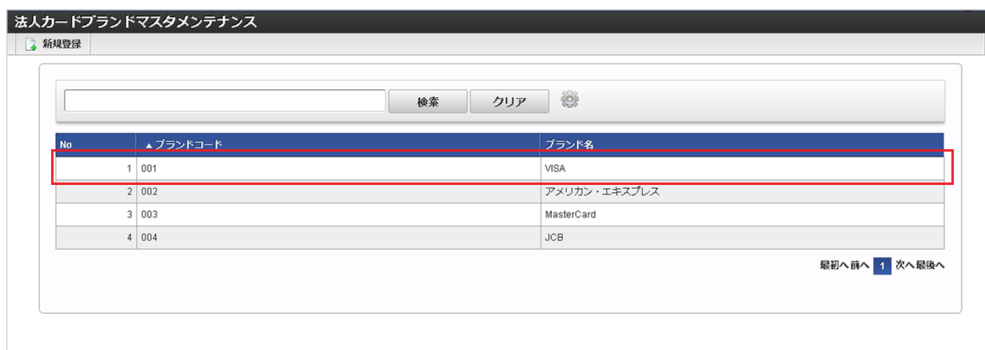 法人カードブランドマスタメンテナンス
新規登録
検索 クリア
No ▲ブランドコード ブランド名
1 001 VISA
2 002 アメリカン・エキスプレス
3 003 MasterCard
4 004 JCB
最初へ 前へ 1 次へ 最後へ